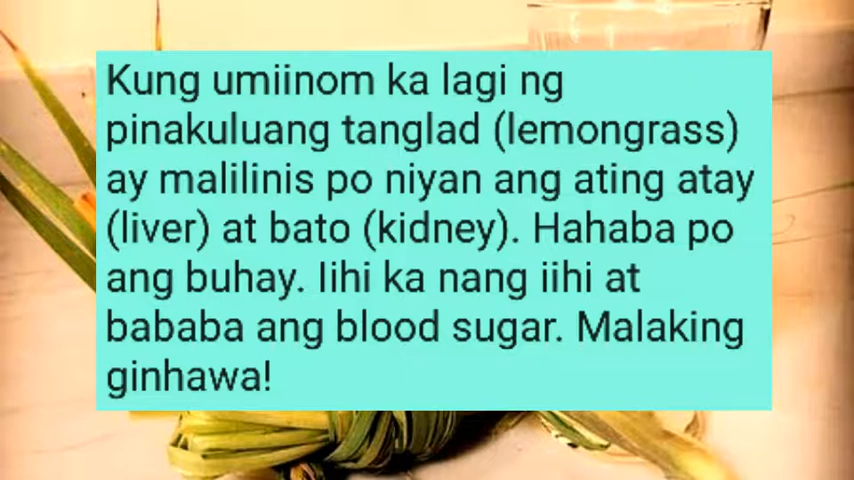 Kung umiinom ka lagi ng
pinakuluang tanglad (lemongrass)
ay malilinis po niyan ang ating atay
(liver) at bato (kidney). Hahaba po
ang buhay. Iihi ka nang iihi at
bababa ang blood sugar. Malaking
ginhawa!